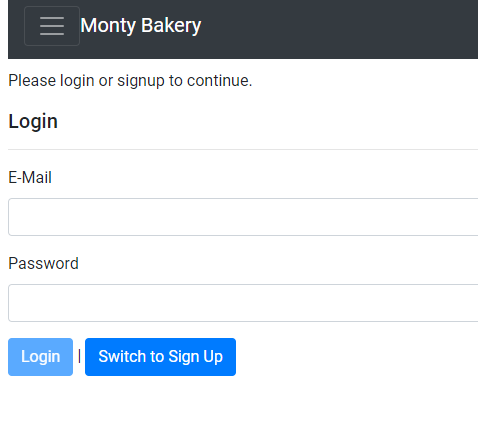 Monty Bakery
Please login or signup to continue.
Login
E-Mail
Password
Login | Switch to Sign Up